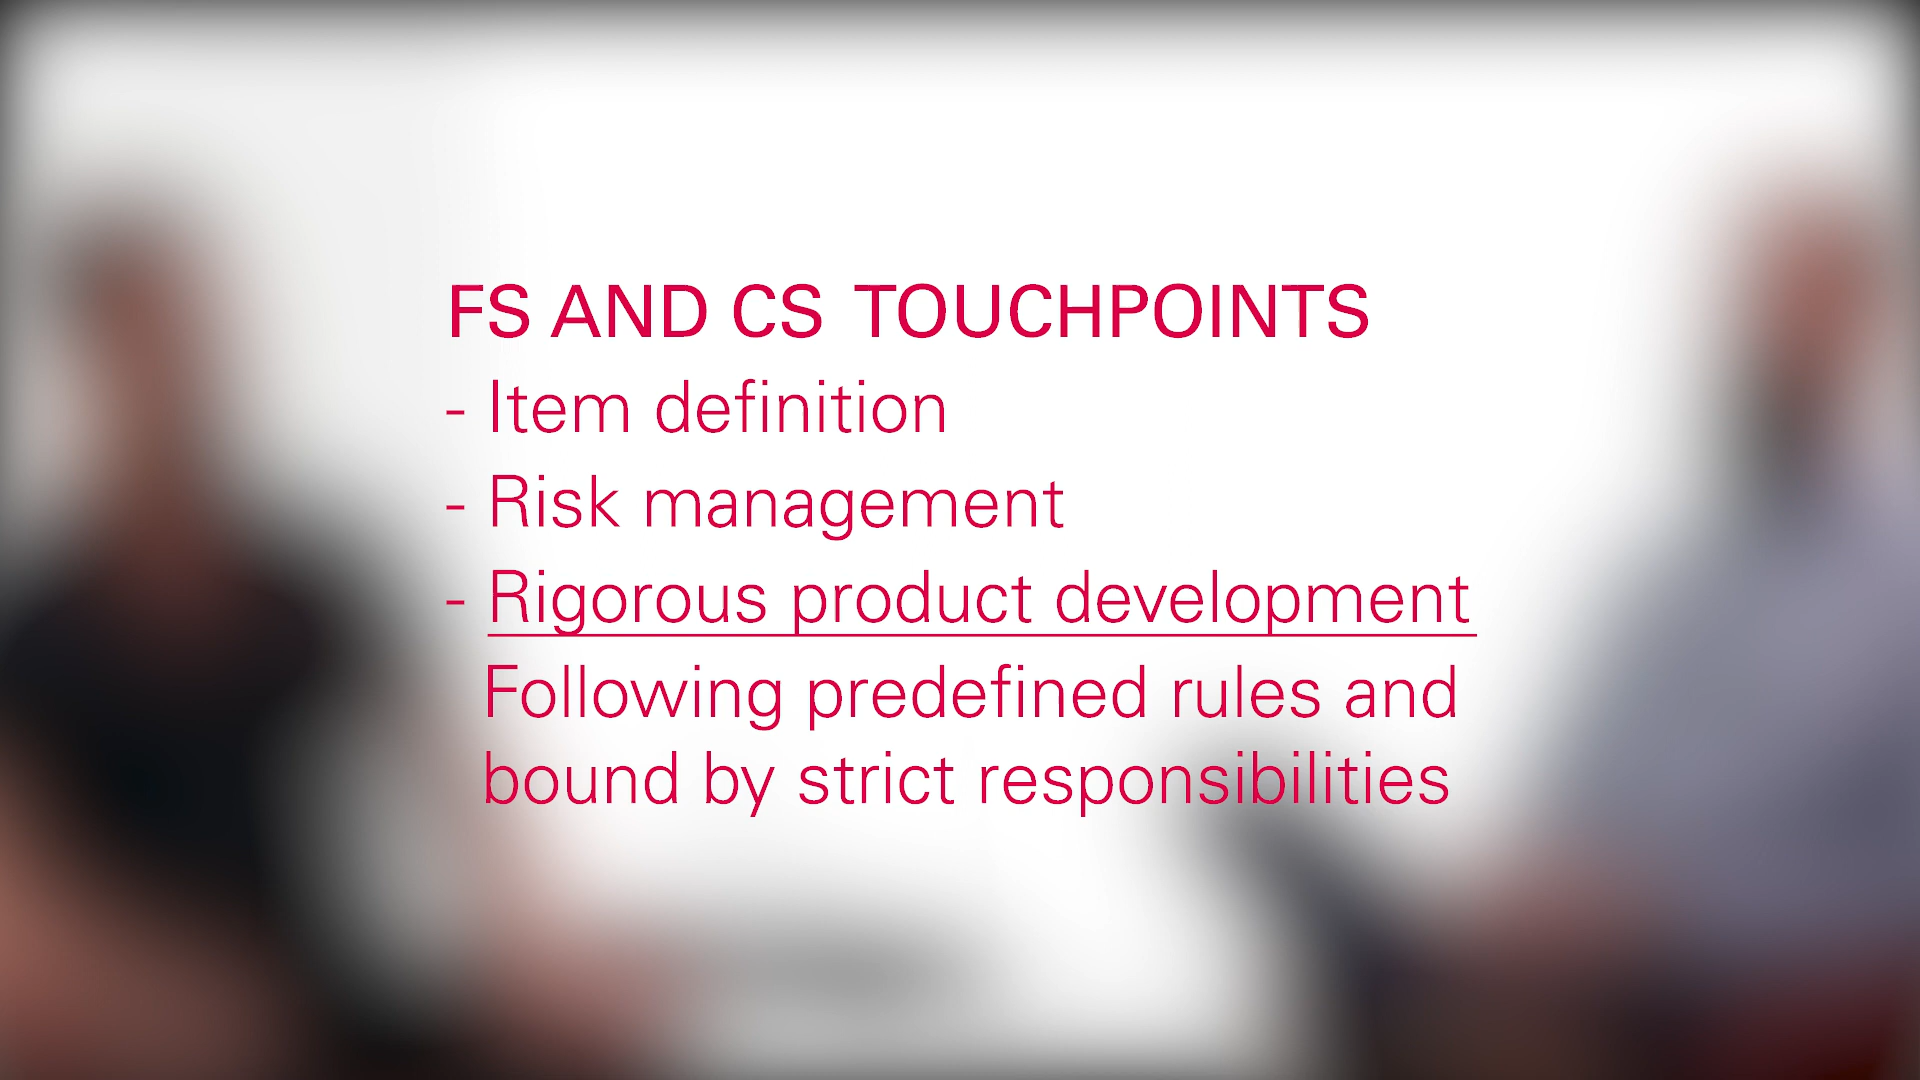 FS AND CS TOUCHPOINTS
- Item definition
- Risk management
- Rigorous product development
Following predefined rules and
bound by strict responsibilities